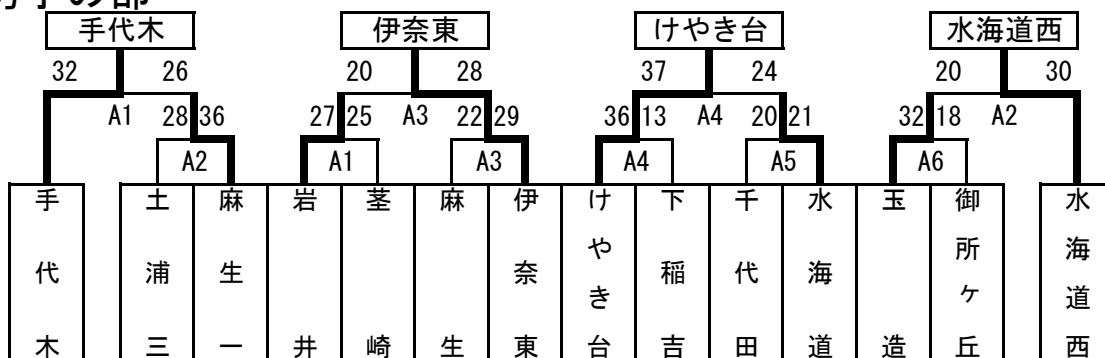 手代木 伊奈東 けやき台 水海道西
32 26 20 28 37 24 20 30
A1 28 36 27 25 A3 22 29 36 13 A4 20 21 32 18 A2
A2 A1 A3 A4 A5 A6
手代木
土浦三
麻生一
岩井
茎崎
麻生
伊奈東
けやき台
下稲吉
千代田
水海道
玉造
御所ケ丘
水海道西